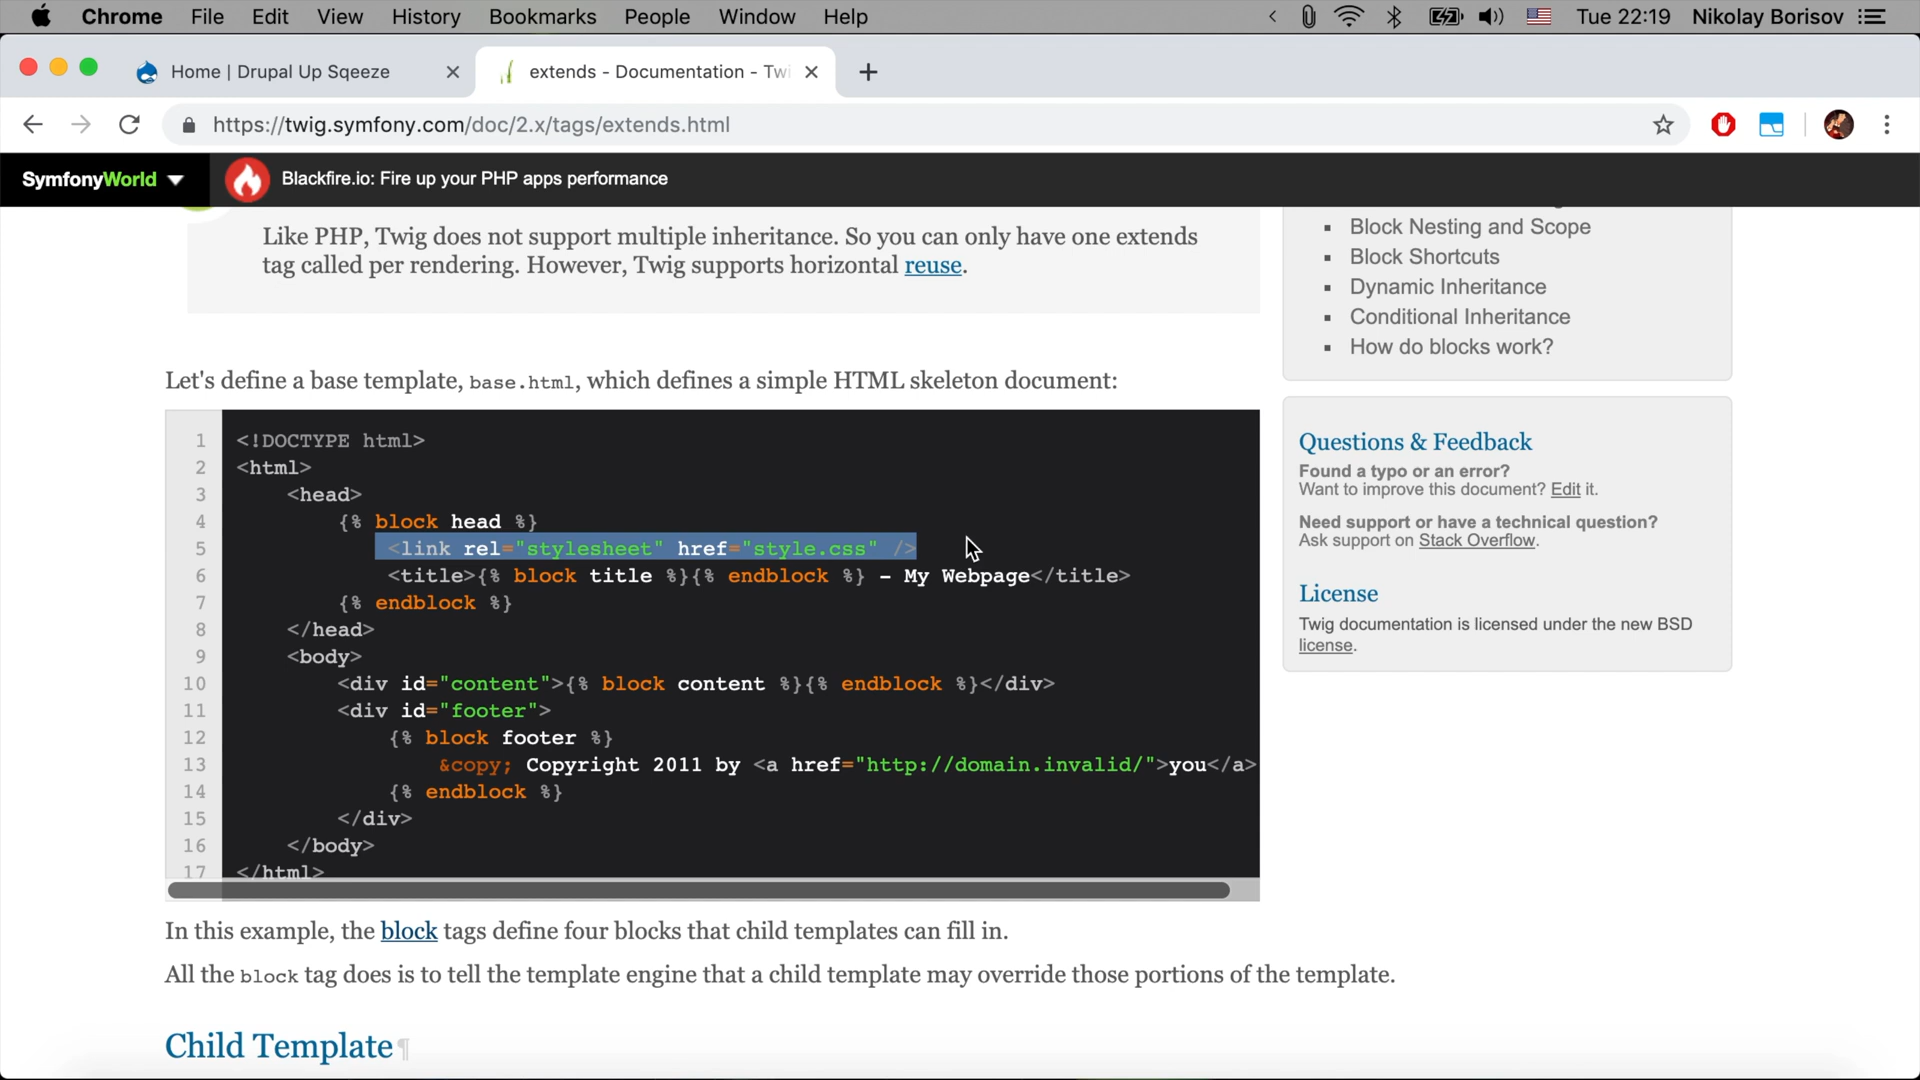 Chrome File Edit View History Bookmarks People Window Help Tue 22:19 Nikolay Borisov
Home | Drupal Up Sqeeze extends - Documentation - Twi
https://twig.symfony.com/doc/2.x/tags/extends.html
SymfonyWorld Blackfire.io: Fire up your PHP apps performance
Like PHP, Twig does not support multiple inheritance. So you can only have one extends
tag called per rendering. However, Twig supports horizontal reuse.
Let's define a base template, base.html, which defines a simple HTML skeleton document:
1 <!DOCTYPE html>
2 <html>
3 <head>
4 {% block head %}
5 <link rel="stylesheet" href="style.css" />
6 <title>{% block title %}{% endblock %} - My Webpage</title>
7 {% endblock %}
8 </head>
9 <body>
10 <div id="content">{% block content %}{% endblock %}</div>
11 <div id="footer">
12 {% block footer %}
13 &copy; Copyright 2011 by <a href="http://domain.invalid/">you</a>
14 {% endblock %}
15 </div>
16 </body>
17 </html>
In this example, the block tags define four blocks that child templates can fill in.
All the block tag does is to tell the template engine that a child template may override those portions of the template.
Child Template¶
▪ Block Nesting and Scope
▪ Block Shortcuts
▪ Dynamic Inheritance
▪ Conditional Inheritance
▪ How do blocks work?
Questions & Feedback
Found a typo or an error?
Want to improve this document? Edit it.
Need support or have a technical question?
Ask support on Stack Overflow.
License
Twig documentation is licensed under the new BSD
license.